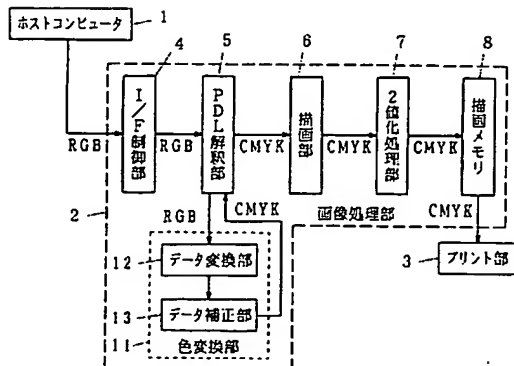 ホストコンピュータ
1
4
5
6
7
8
I/F制御部
PDL解釈部
描画部
2値化処理部
描画メモリ
RGB
RGB
CMYK
CMYK
CMYK
2
RGB
CMYK
画像処理部
CMYK
12
データ変換部
3
プリント部
13
データ補正部
11
色変換部